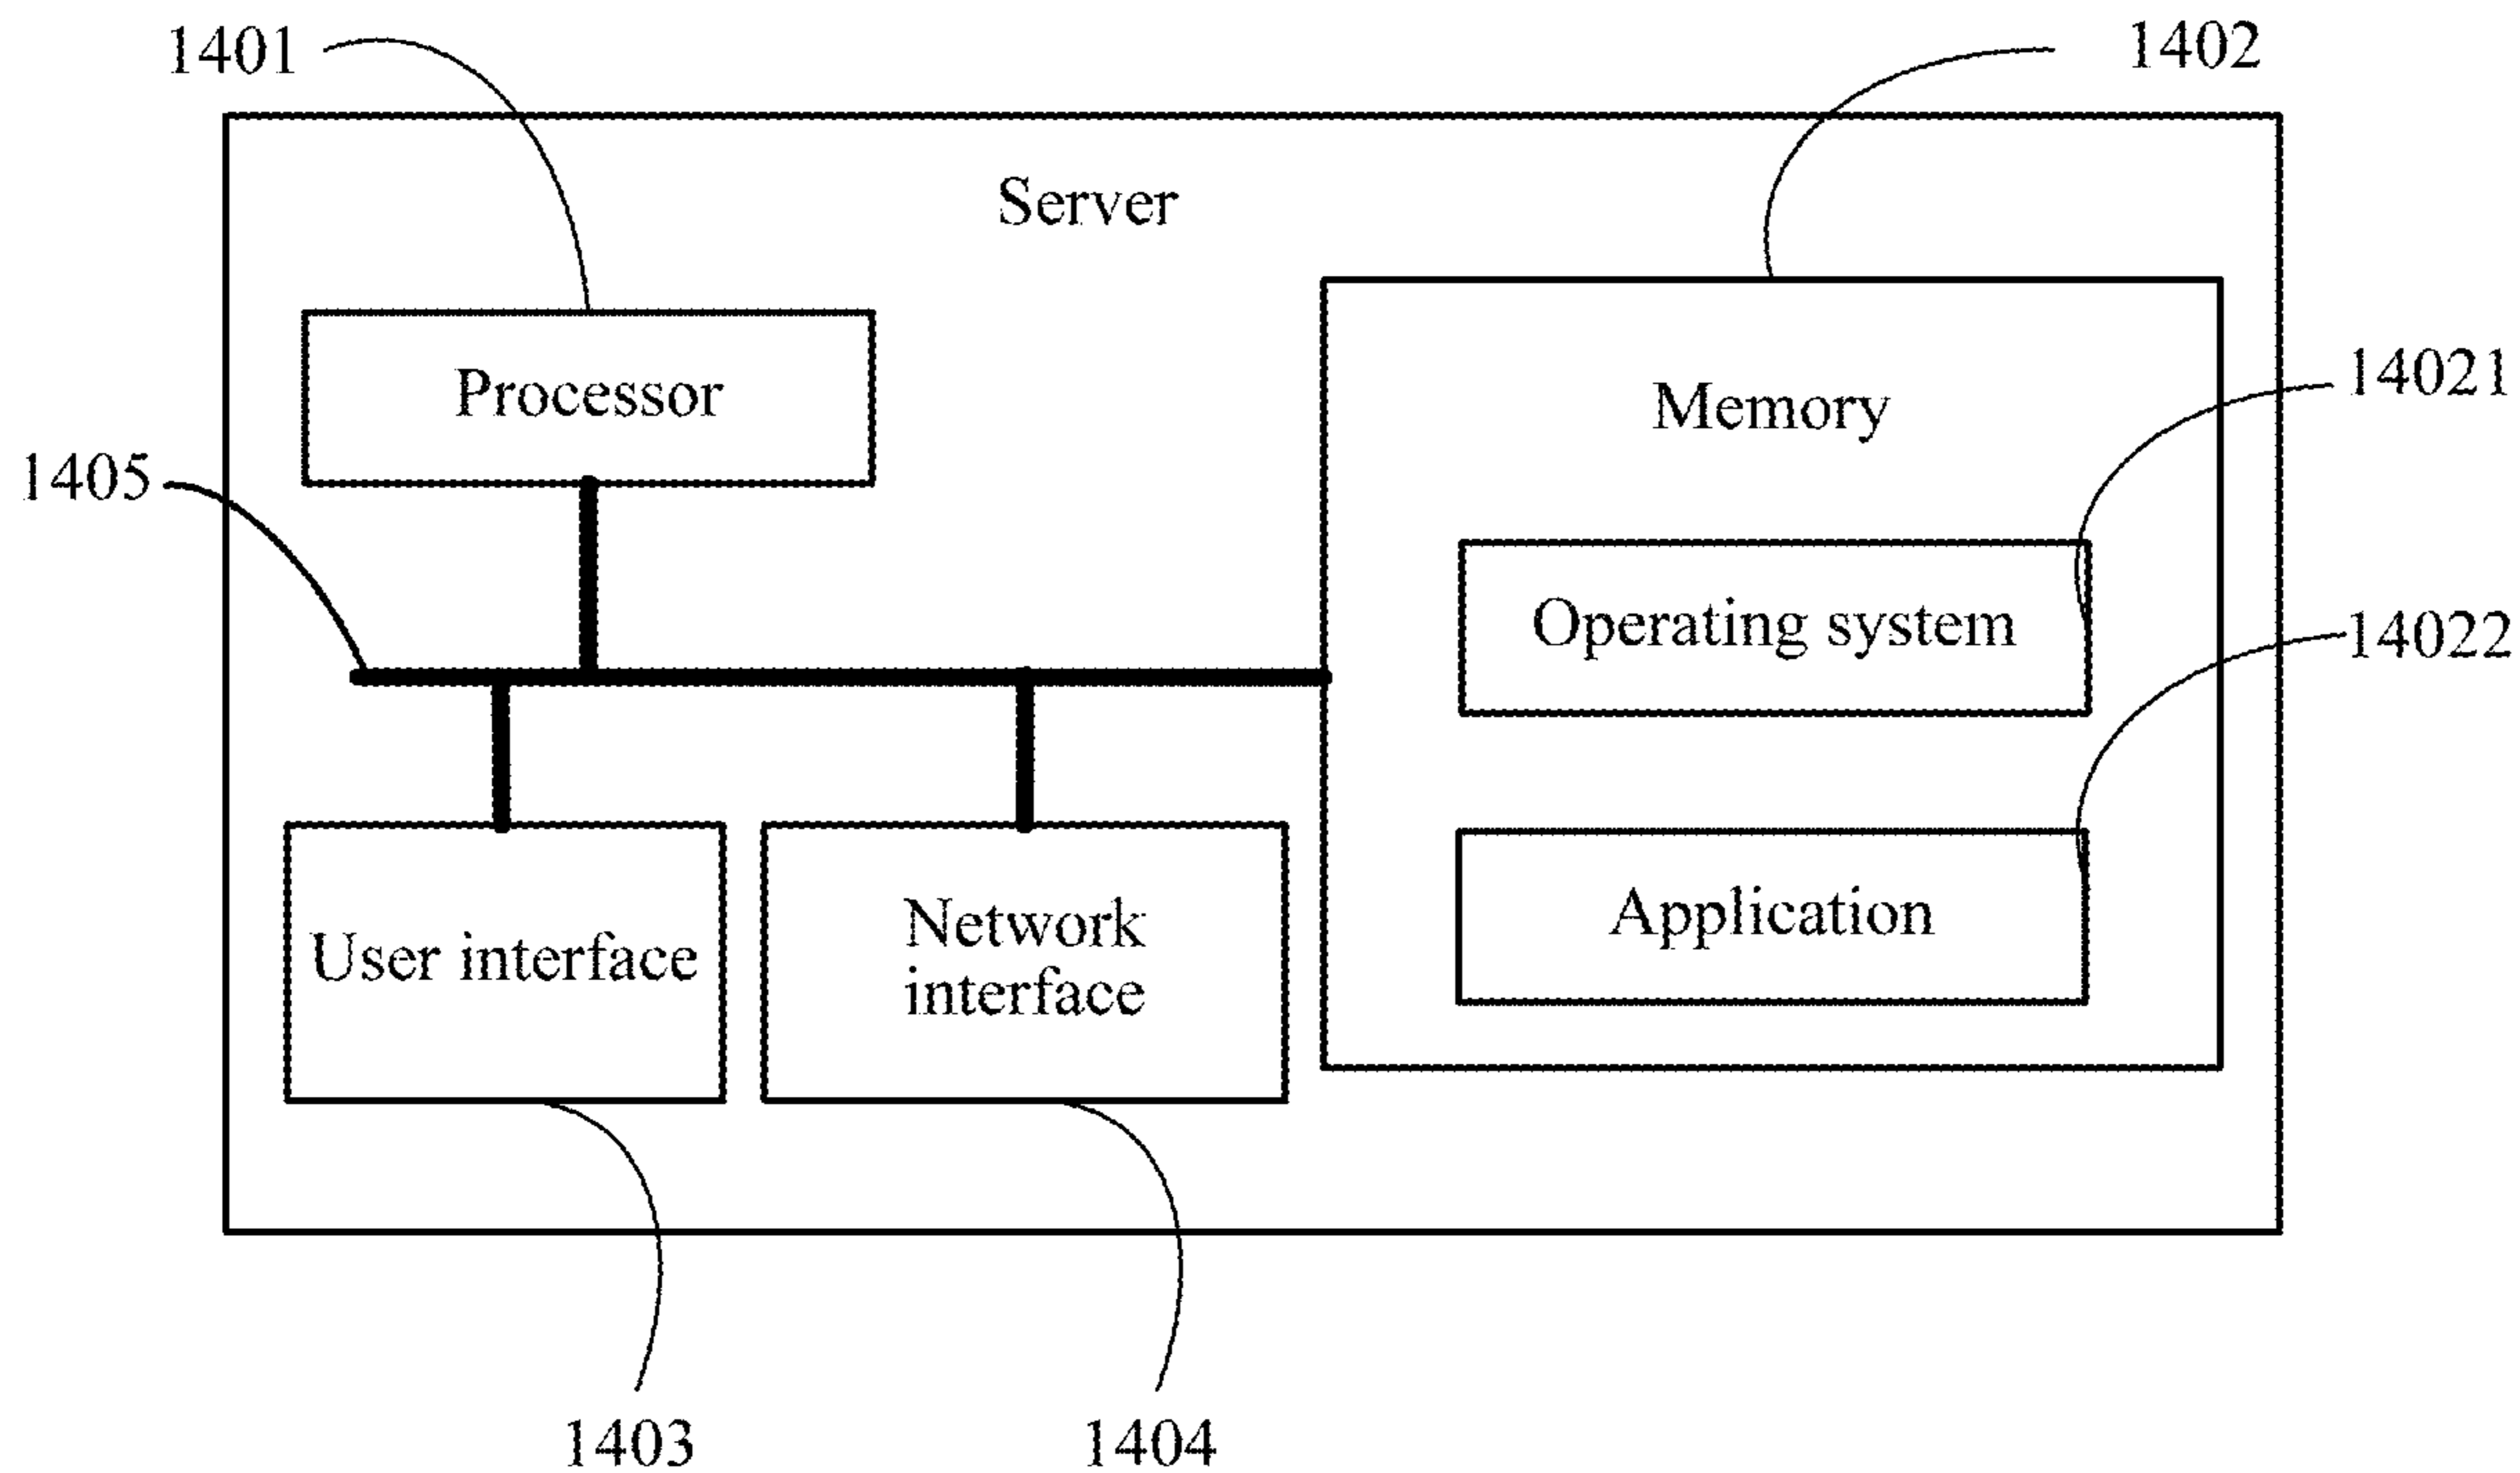 1401
1402
Server
Processor
Memory
14021
1405
Operating system
14022
User interface
Network
interface
Application
1403
1404